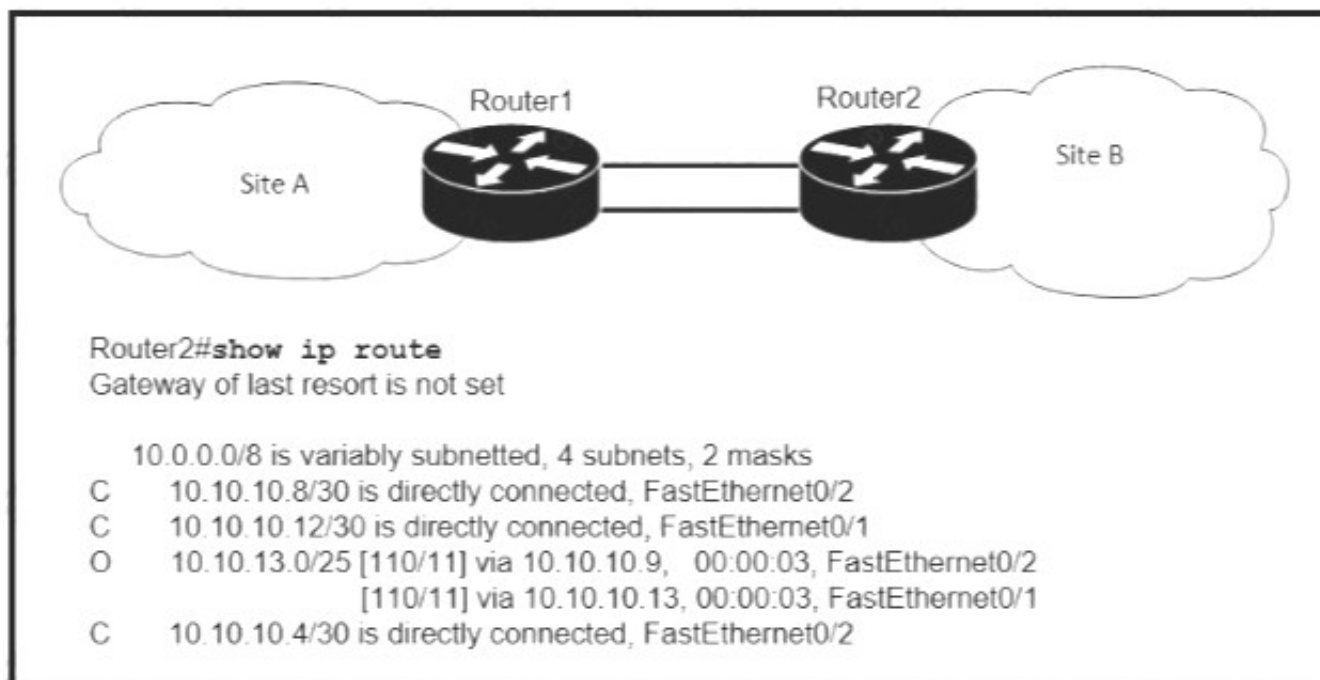 Router1
Router2
Site A
Site B
Router2#show ip route
Gateway of last resort is not set
10.0.0.0/8 is variably subnetted, 4 subnets, 2 masks
C 10.10.10.8/30 is directly connected, FastEthernet0/2
C 10.10.10.12/30 is directly connected, FastEthernet0/1
O 10.10.13.0/25 [110/11] via 10.10.10.9, 00:00:03, FastEthernet0/2
[110/11] via 10.10.10.13, 00:00:03, FastEthernet0/1
C 10.10.10.4/30 is directly connected, FastEthernet0/2